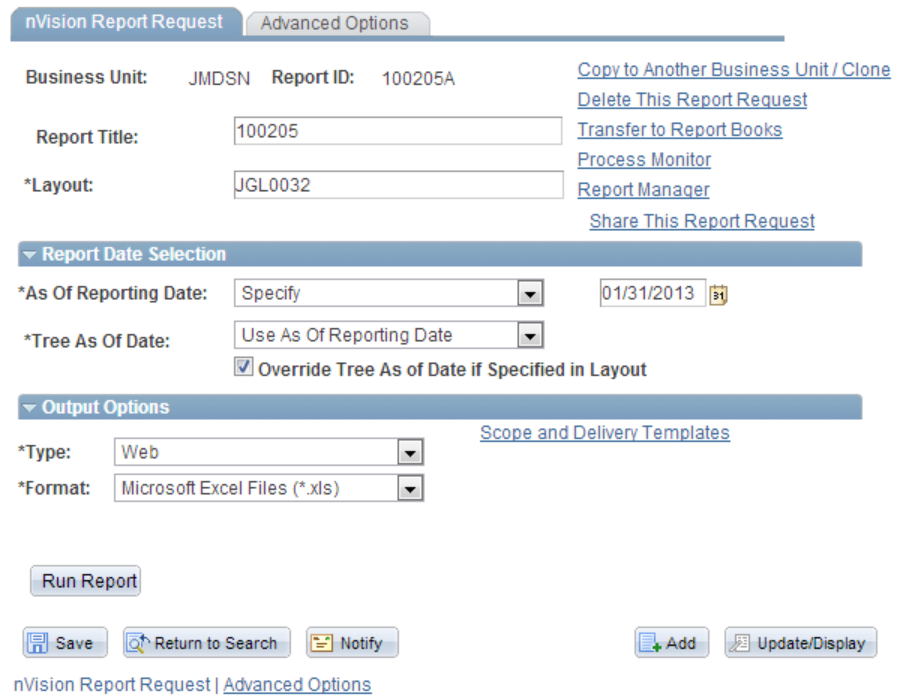 nVision Report Request Advanced Options
Business Unit: JMDSN Report ID: 100205A
Copy to Another Business Unit / Clone
Delete This Report Request
Report Title: 100205
Transfer to Report Books
Process Monitor
*Layout: JGL0032
Report Manager
Share This Report Request
Report Date Selection
*As Of Reporting Date: Specify 01/31/2013 31
*Tree As Of Date: Use As Of Reporting Date
Override Tree As of Date if Specified in Layout
Output Options
Scope and Delivery Templates
*Type: Web
*Format: Microsoft Excel Files (*.xls)
Run Report
Save Return to Search Notify Add Update/Display
nVision Report Request | Advanced Options